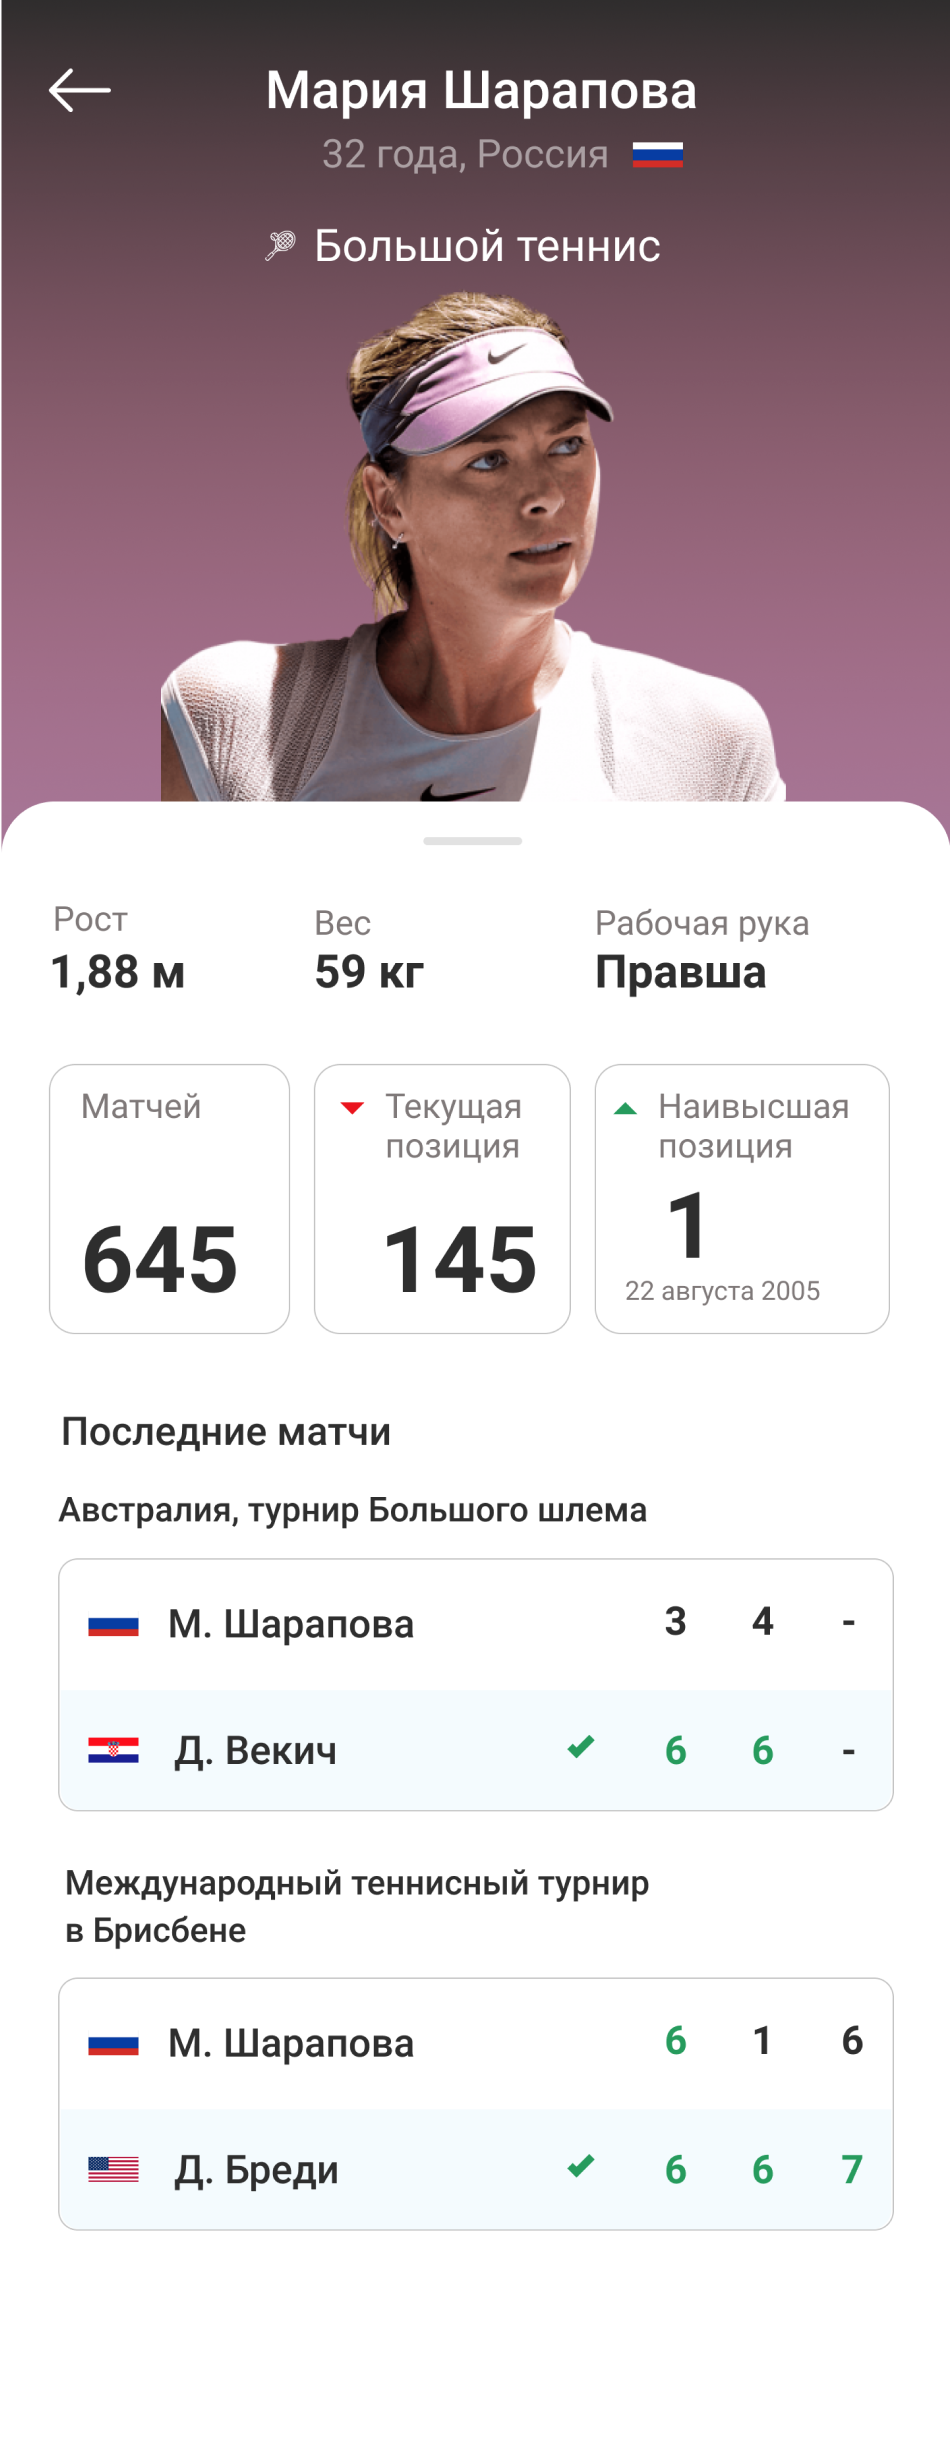 Мария Шарапова
32 года, Россия
Большой теннис
Рост
1,88 м
Вес
59 кг
Рабочая рука
Правша
Матчей
645
Текущая
позиция
145
Наивысшая
позиция
1
22 августа 2005
Последние матчи
Австралия, турнир Большого шлема
М. Шарапова 3 4 -
Д. Векич 6 6 -
Международный теннисный турнир
в Брисбене
М. Шарапова 6 1 6
Д. Бреди 6 6 7